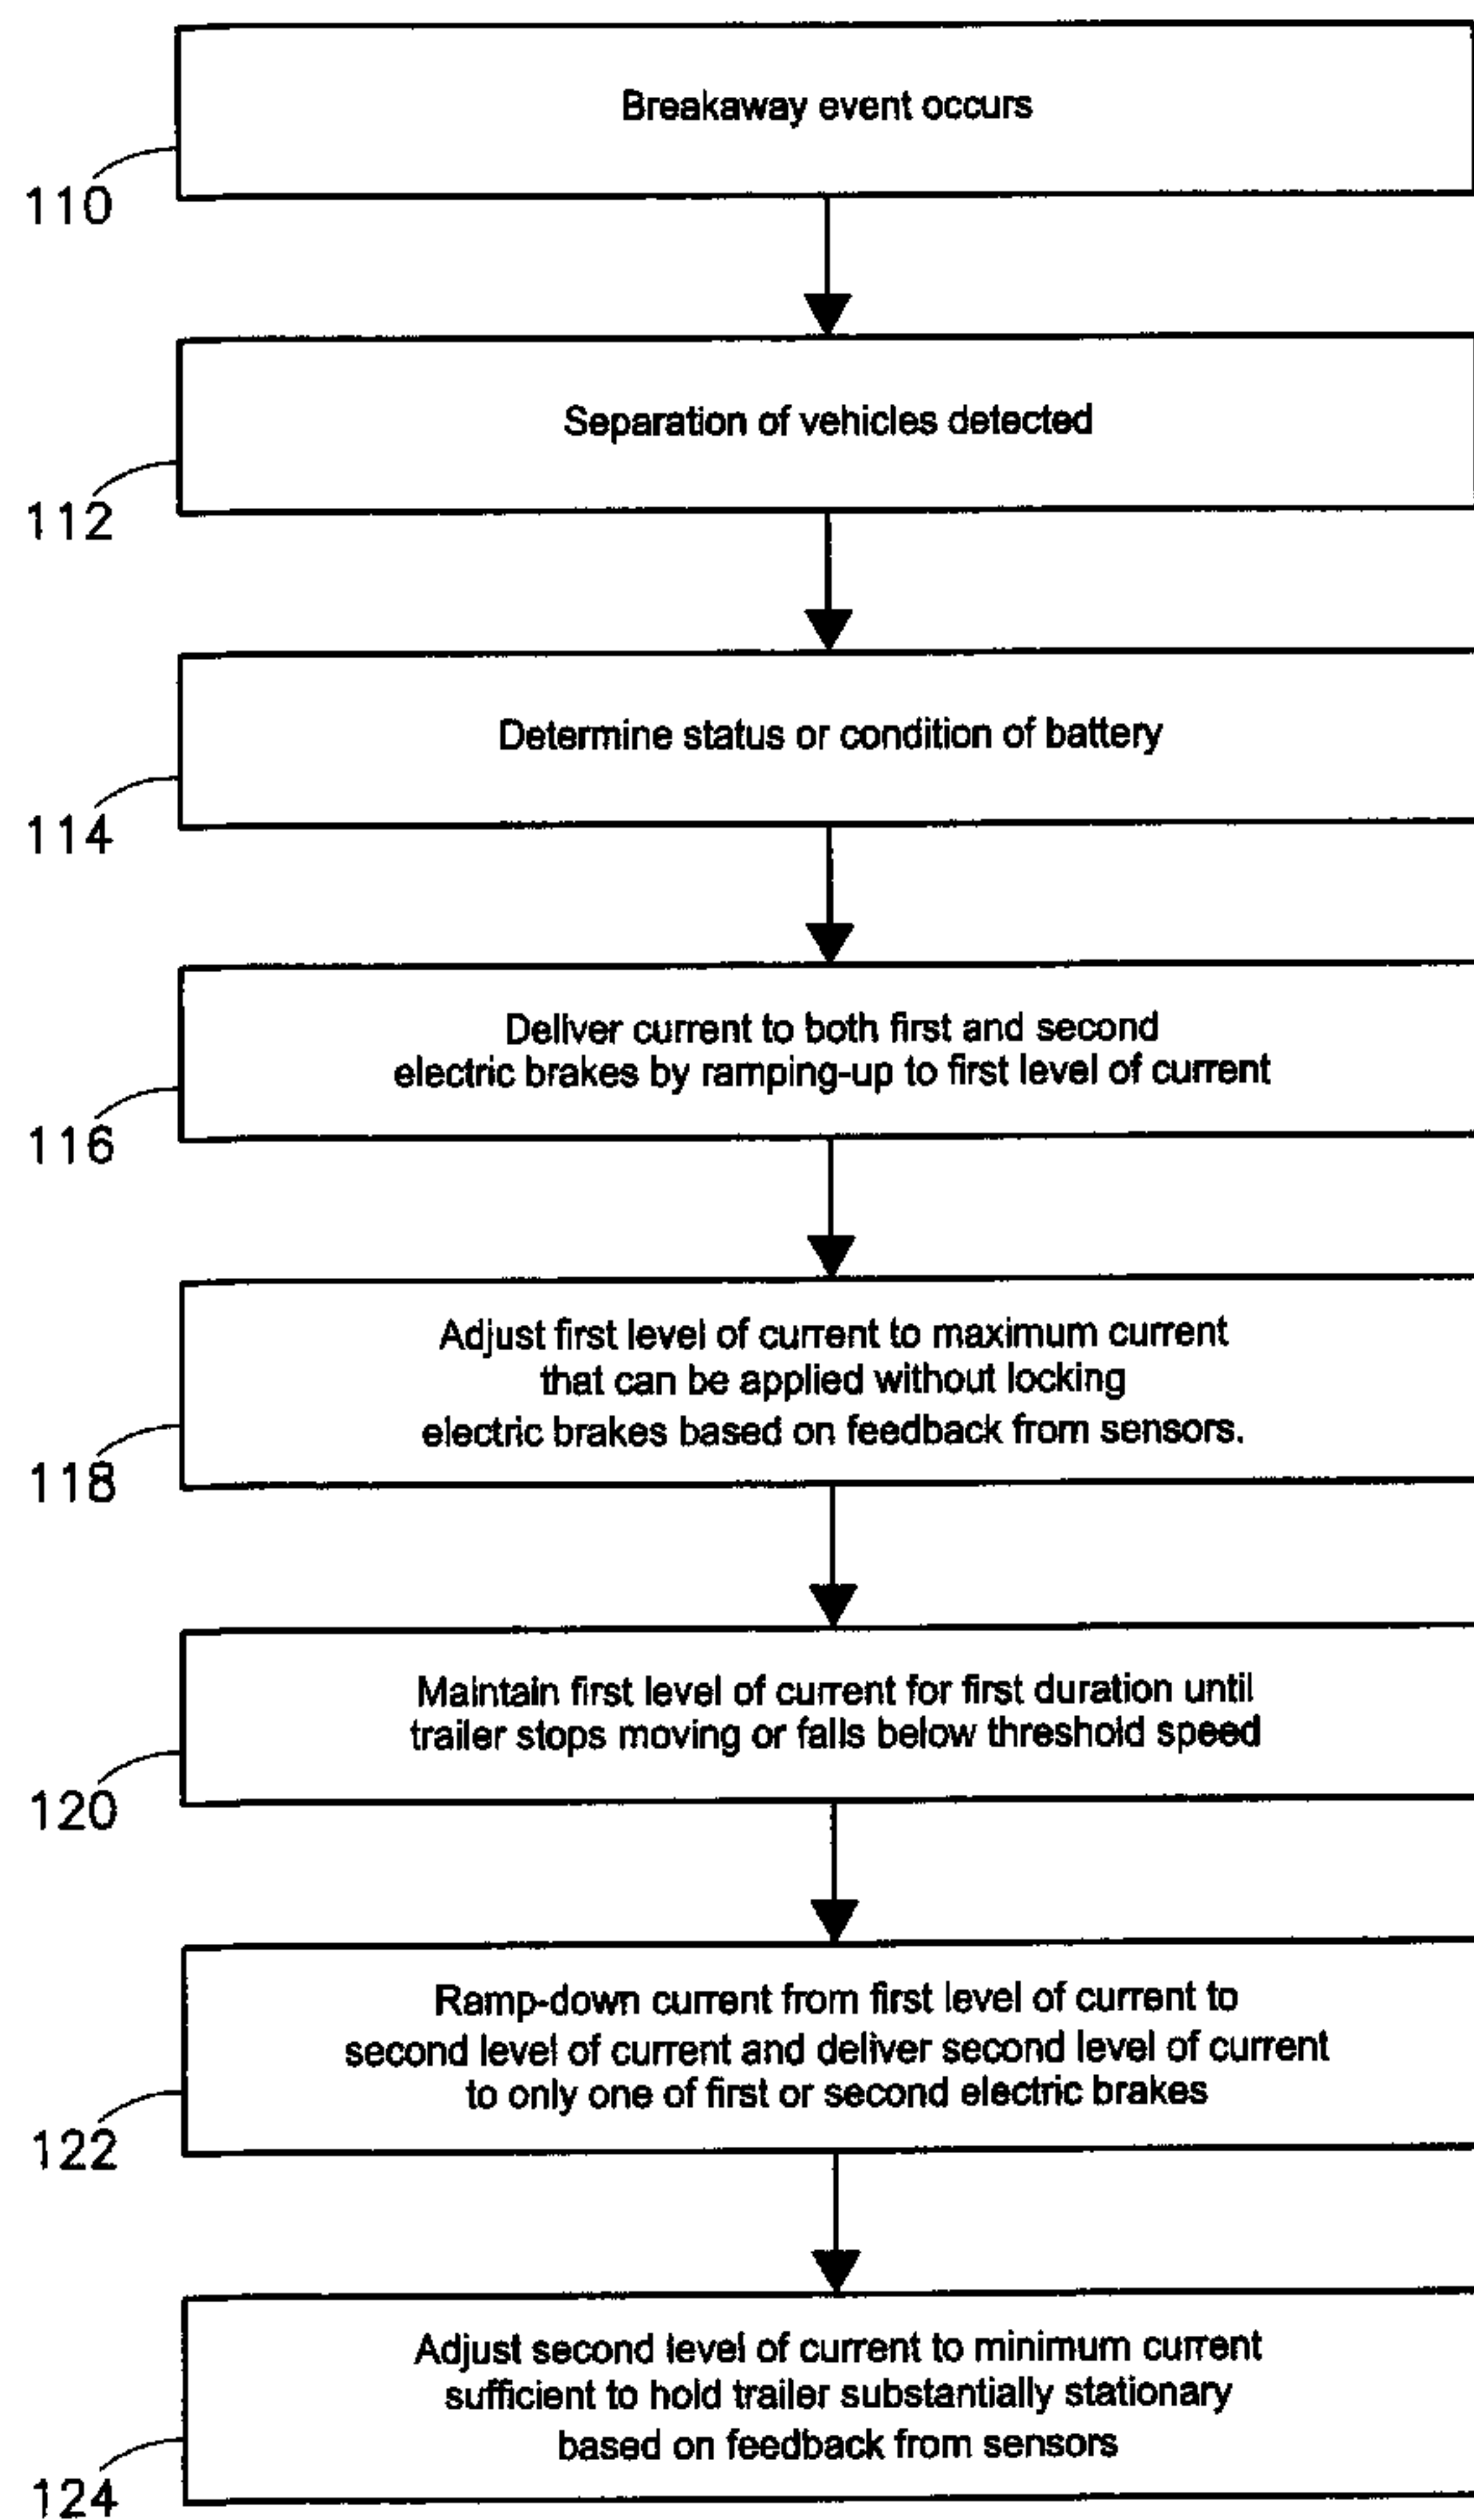 Breakaway event occurs
110
Separation of vehicles detected
112
Determine status or condition of battery
114
Deliver current to both first and second
electric brakes by ramping-up to first level of current
116
Adjust first level of current to maximum current
that can be applied without locking
electric brakes based on feedback from sensors.
118
Maintain first level of current for first duration until
trailer stops moving or falls below threshold speed
120
Ramp-down current from first level of current to
second level of current and deliver second level of current
to only one of first or second electric brakes
122
Adjust second level of current to minimum current
sufficient to hold trailer substantially stationary
based on feedback from sensors
124